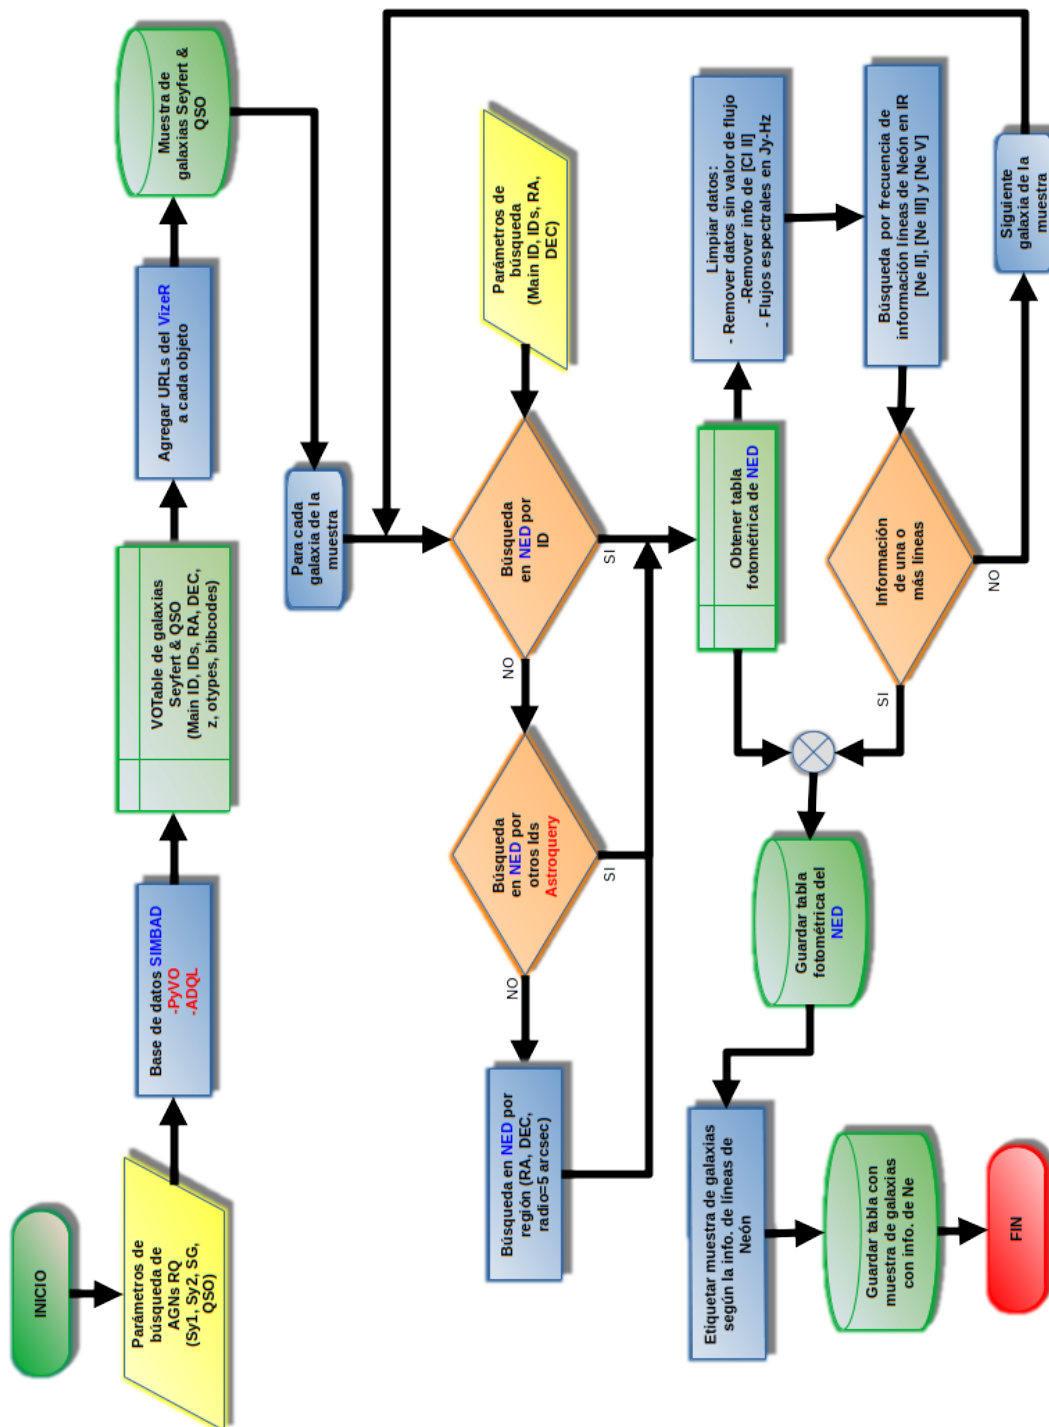 INICIO
Parámetros de
búsqueda de
AGNs RQ
(Sy1, Sy2, SG,
QSO)
Base de datos SIMBAD
-PyVO
-ADQL
VOTable de galaxias
Seyfert & QSO
(Main ID, IDs, RA, DEC,
z, otypes, bibcodes)
Agregar URLs del VizeR
a cada objeto
Muestra de
galaxias Seyfert &
QSO
Para cada
galaxia de la
muestra
Parámetros de
búsqueda
(Main ID, IDs, RA,
DEC)
Búsqueda
en NED por
ID
SI
NO
Búsqueda
en NED por
otros Ids
Astroquery
SI
NO
Búsqueda en NED por
región (RA, DEC,
radio=5 arcsec)
Obtener tabla
fotométrica de NED
Limpiar datos:
- Remover datos sin valor de flujo
-Remover info de [Cl II]
- Flujos espectrales en Jy-Hz
Búsqueda por frecuencia de
información líneas de Neón en IR
[Ne II], [Ne III] y [Ne V]
Información
de una o
más líneas
NO
SI
Siguiente
galaxia de la
muestra
Guardar tabla
fotométrica del
NED
Etiquetar muestra de galaxias
según la info. de líneas de
Neón
Guardar tabla con
muestra de galaxias
con info. de Ne
FIN